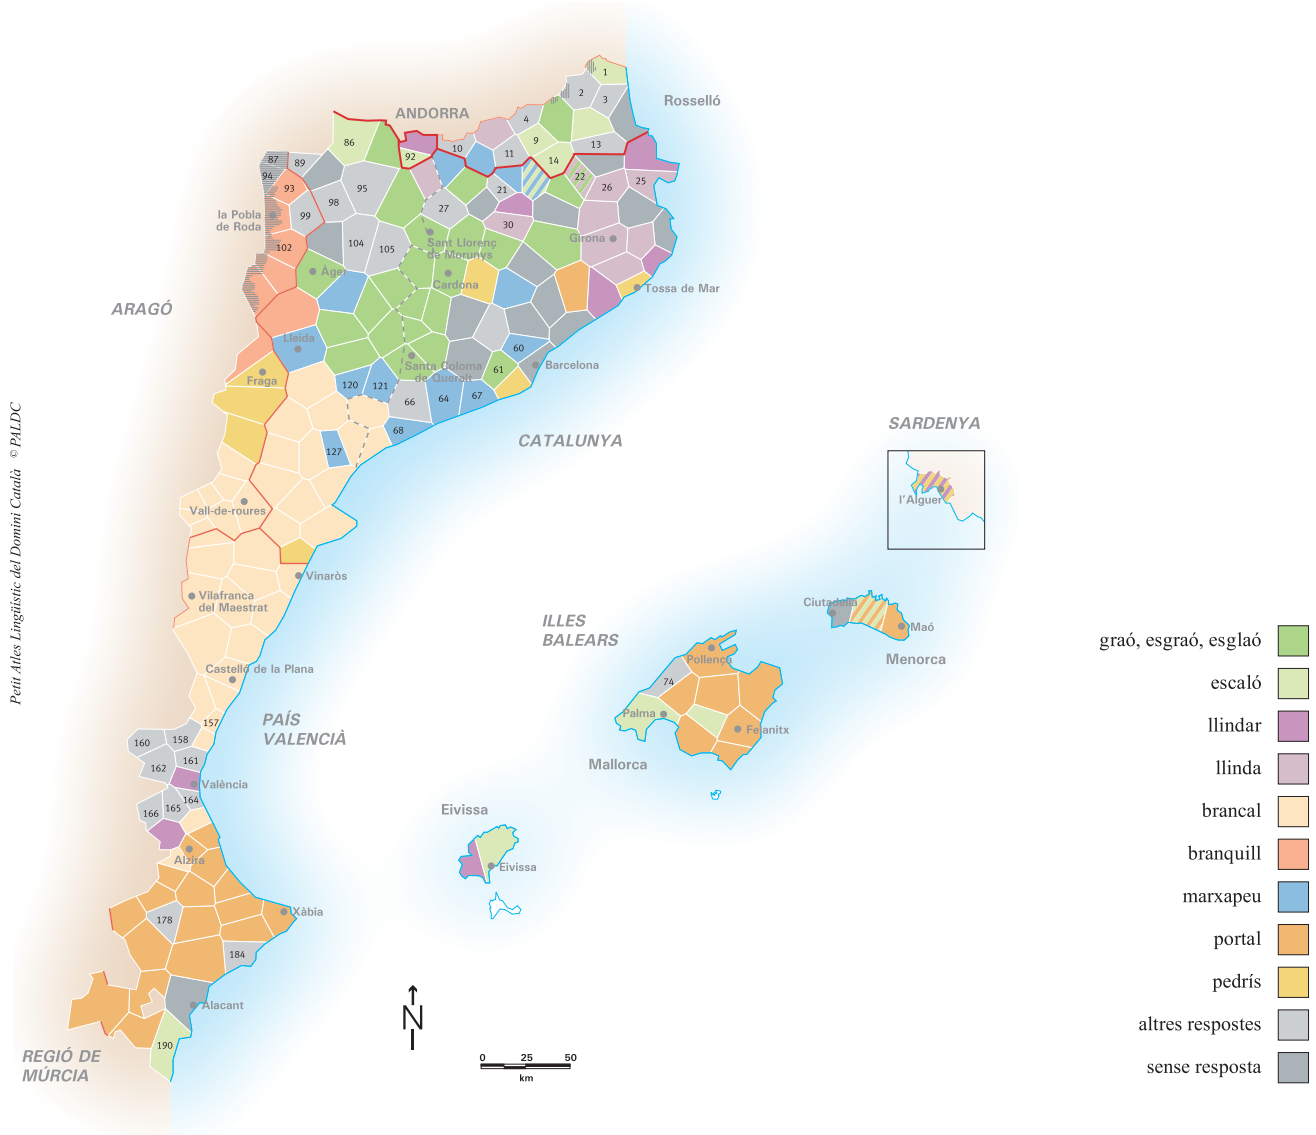 1
2
3
Rosselló
ANDORRA
4
86
9
13
10
11
92
14
87
89
94
93
95
22
26
25
21
98
la Pobla
de Roda
99
27
30
Girona
102
104
105
Sant Llorenç
de Morunys
Àger
Cardona
Tossa de Mar
ARAGÓ
Lleida
60
Santa Coloma
de Queralt
Barcelona
61
Fraga
120
121
66
64
67
68
CATALUNYA
127
SARDENYA
l'Alguer
Petit Atles Lingüístic del Domini Català © PALDC
Vall-de-roures
Vinaròs
Vilafranca
del Maestrat
Ciutadella
Maó
Menorca
ILLES
BALEARS
Pollença
74
Palma
Felanitx
Mallorca
Castelló de la Plana
157
PAÍS
VALENCIÀ
160
158
161
162
València
164
165
166
Alzira
Eivissa
Eivissa
178
Xàbia
184
Alacant
190
REGIÓ DE
MÚRCIA
N
0 25 50
km
graó, esgraó, esglaó
escaló
llindar
llinda
brancal
branquill
marxapeu
portal
pedrís
altres respostes
sense resposta